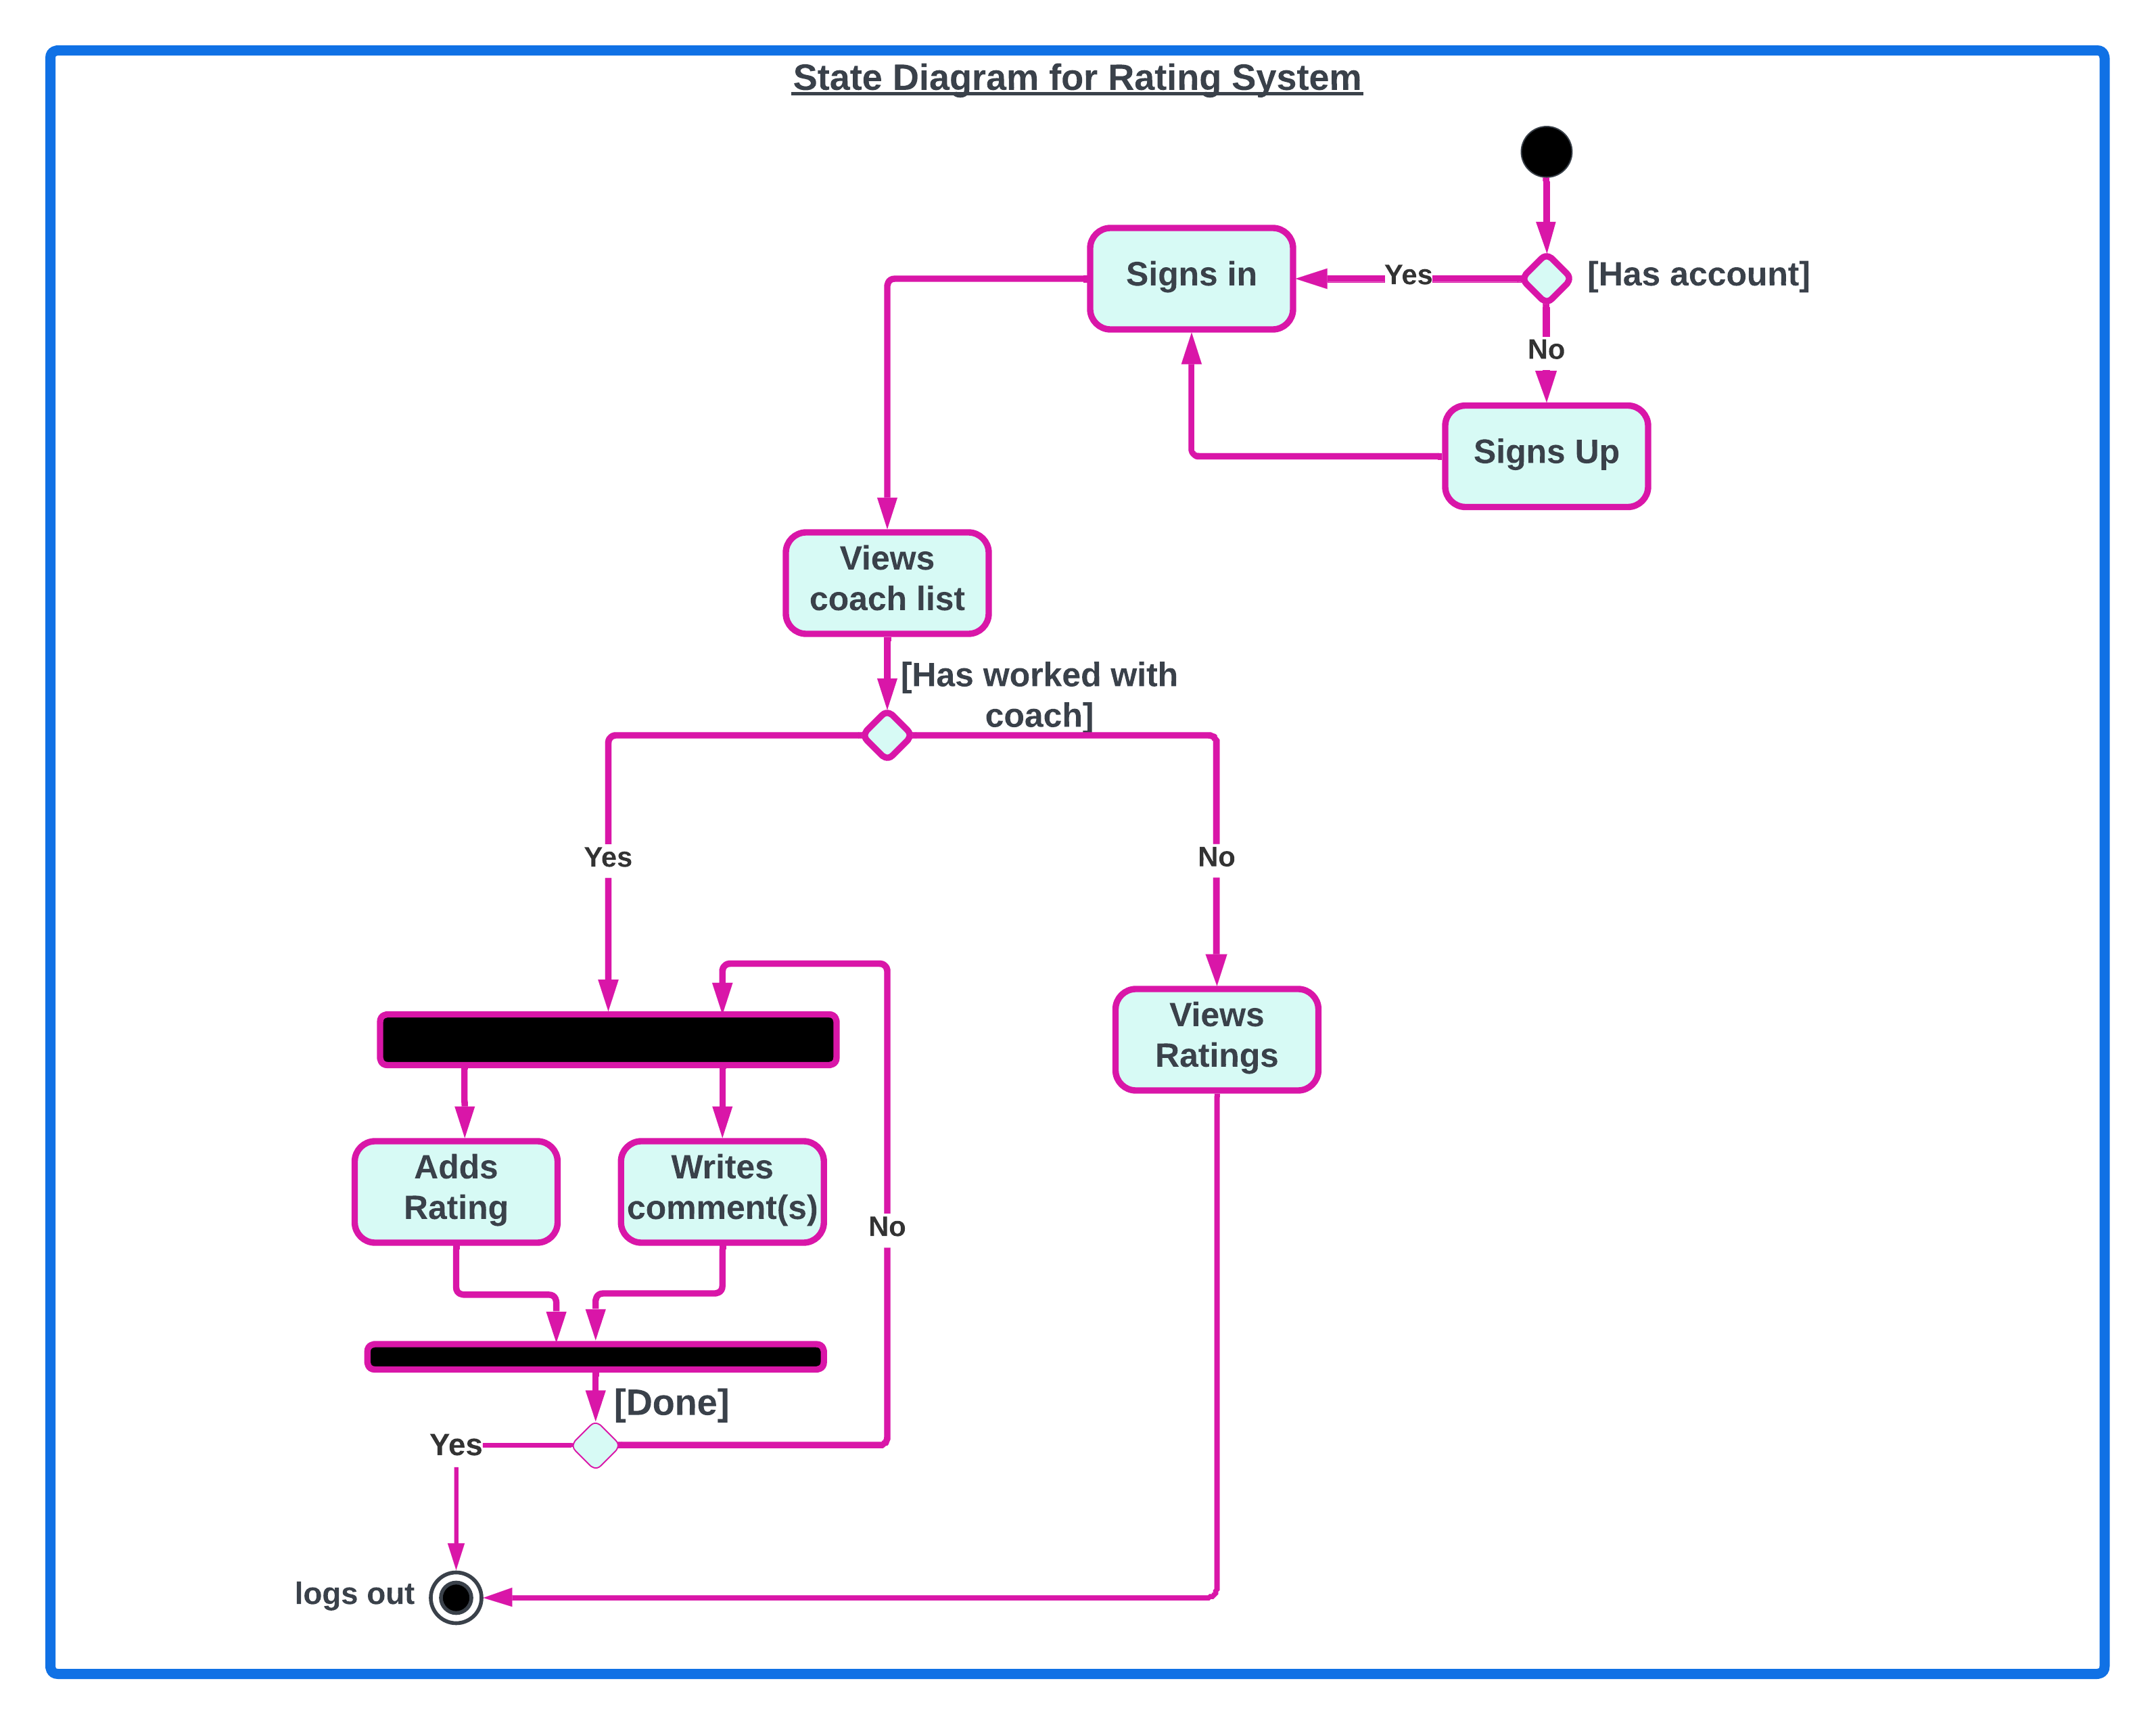 State Diagram for Rating System
Signs in
Yes
[Has account]
No
Signs Up
Views
coach list
[Has worked with
coach]
Yes
No
Views
Ratings
Adds
Rating
Writes
comment(s)
No
[Done]
Yes
logs out